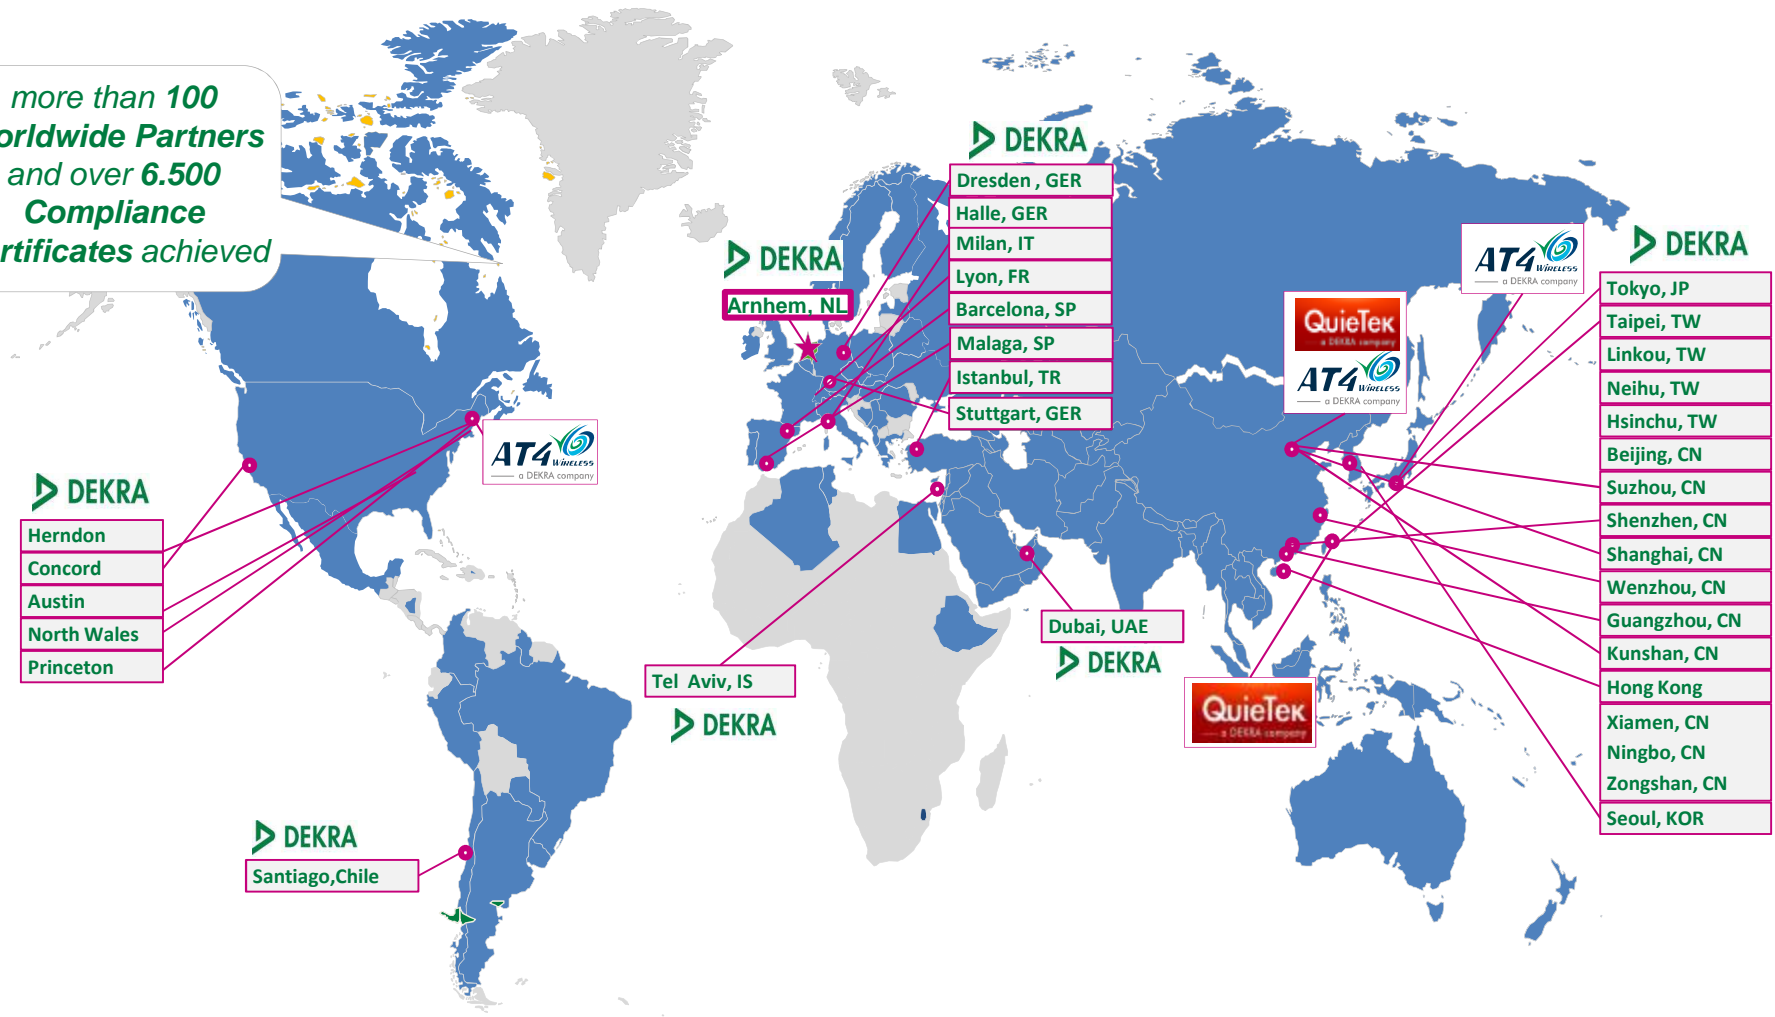 more than 100
orldwide Partners
and over 6.500
Compliance
rtificates achieved
DEKRA
Herndon
Concord
Austin
North Wales
Princeton
AT4 WIRELESS
a DEKRA company
DEKRA
Santiago,Chile
DEKRA
Arnhem, NL
DEKRA
Dresden , GER
Halle, GER
Milan, IT
Lyon, FR
Barcelona, SP
Malaga, SP
Istanbul, TR
Stuttgart, GER
Tel Aviv, IS
DEKRA
Dubai, UAE
DEKRA
QuieTek
a DEKRA company
AT4 WIRELESS
a DEKRA company
AT4 WIRELESS
a DEKRA company
QuieTek
a DEKRA company
DEKRA
Tokyo, JP
Taipei, TW
Linkou, TW
Neihu, TW
Hsinchu, TW
Beijing, CN
Suzhou, CN
Shenzhen, CN
Shanghai, CN
Wenzhou, CN
Guangzhou, CN
Kunshan, CN
Hong Kong
Xiamen, CN
Ningbo, CN
Zongshan, CN
Seoul, KOR